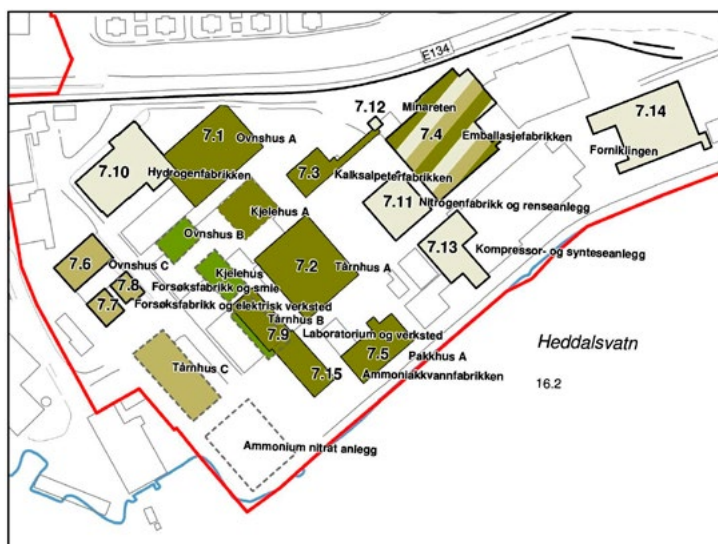 E134
7.12
Minareten
7.14
7.1
Ovnshus A
7.4
Emballasjefabrikken
Forniklingen
7.10
Hydrogenfabrikken
7.3
Kalksalpeterfabrikken
7.11
Nitrogenfabrikk og renseanlegg
Kjelehus A
Ovnshus B
7.13
Kompressor- og synteseanlegg
7.6
Ovnshus C
7.2
Tårnhus A
Kjelehus
7.8
Forsøksfabrikk og smie
7.7
Forsøksfabrikk og elektrisk verksted
Tårnhus B
7.9
Laboratorium og verksted
Heddalsvatn
7.5
Pakkhus A
Tårnhus C
7.15
Ammoniakkvannfabrikken
16.2
Ammonium nitrat anlegg